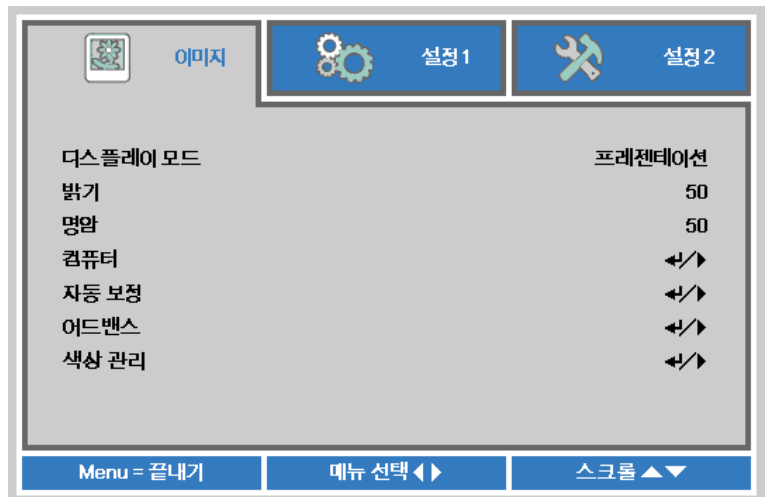 이미지 설정 1 설정 2
디스플레이 모드 프레젠테이션
밝기 50
명암 50
컴퓨터 ↵/▶
자동 보정 ↵/▶
어드밴스 ↵/▶
색상 관리 ↵/▶
Menu = 끝내기 메뉴 선택 ◀ ▶ 스크롤 ▲▼